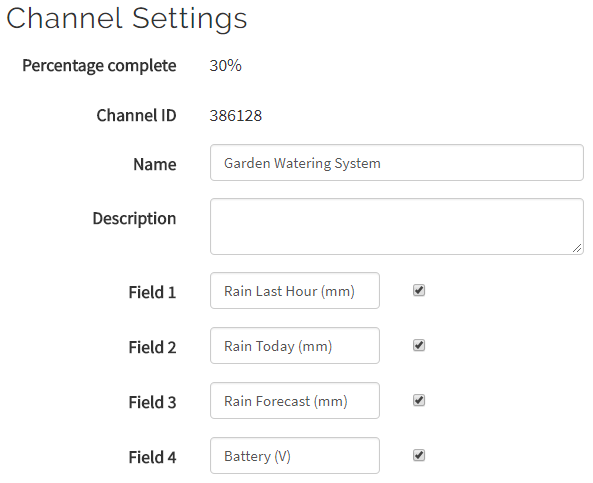 Channel Settings
Percentage complete 30%
Channel ID 386128
Name Garden Watering System
Description
Field 1 Rain Last Hour (mm)
Field 2 Rain Today (mm)
Field 3 Rain Forecast (mm)
Field 4 Battery (V)